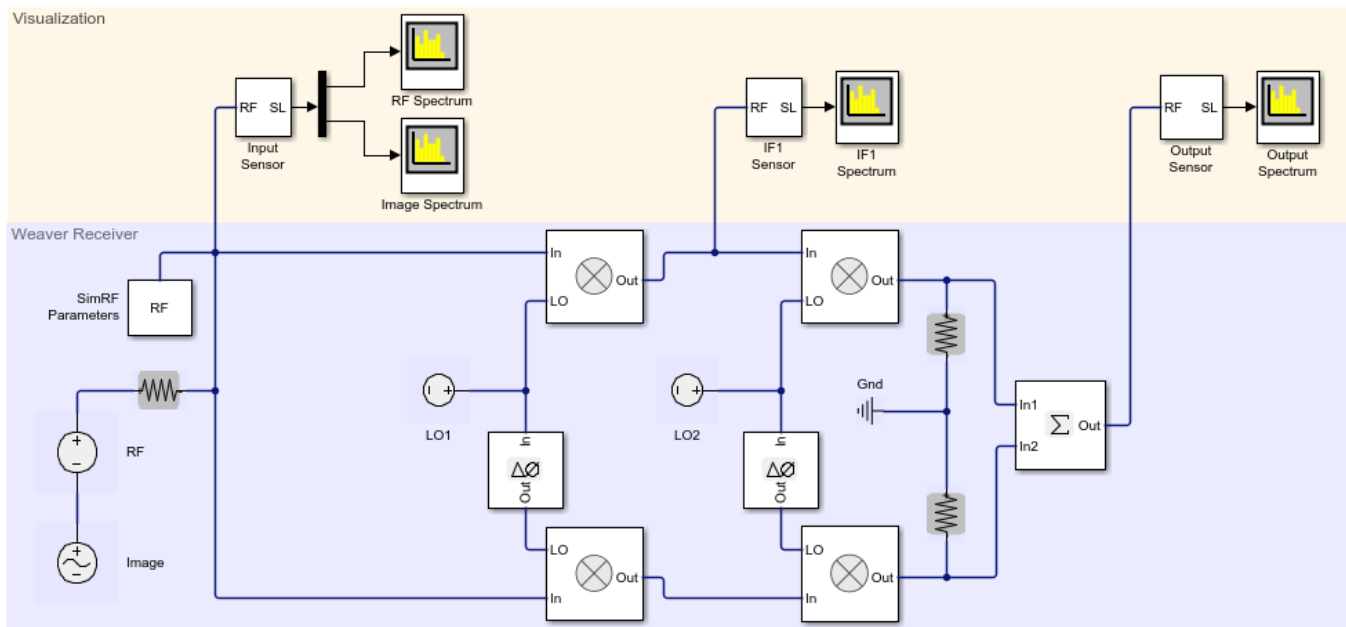 Visualization
RF Spectrum
RF SL
Input
Sensor
Image Spectrum
RF SL
IF1
Sensor
IF1
Spectrum
RF SL
Output
Sensor
Output
Spectrum
Weaver Receiver
SimRF
Parameters
RF
In
LO
Out
In
LO
Out
RF
Image
LO1
In
ΔØ
Out
LO2
In
ΔØ
Out
Gnd
In1
In2
Σ
Out
LO
In
Out
LO
In
Out